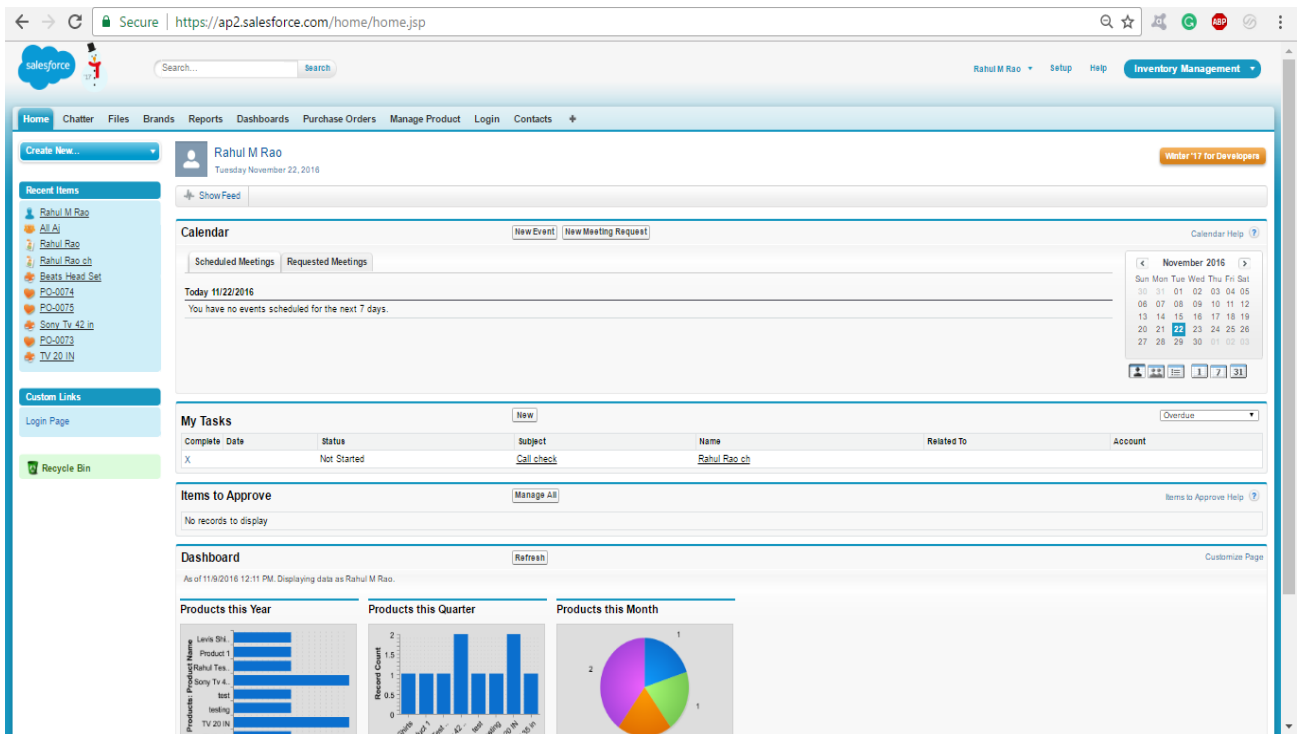 Secure | https://ap2.salesforce.com/home/home.jsp
ABP
salesforce
'17
Search...
Search
Rahul M Rao
Setup
Help
Inventory Management
Home Chatter Files Brands Reports Dashboards Purchase Orders Manage Product Login Contacts +
Create New...
Recent Items
Rahul M Rao
All Aj
Rahul Rao
Rahul Rao ch
Beats Head Set
PO-0074
PO-0075
Sony Tv 42 in
PO-0073
TV 20 IN
Custom Links
Login Page
Recycle Bin
Rahul M Rao
Tuesday November 22, 2016
Winter '17 for Developers
Show Feed
Calendar
New Event
New Meeting Request
Calendar Help ?
Scheduled Meetings
Requested Meetings
Today 11/22/2016
You have no events scheduled for the next 7 days.
November 2016
Sun Mon Tue Wed Thu Fri Sat
30 31 01 02 03 04 05
06 07 08 09 10 11 12
13 14 15 16 17 18 19
20 21 22 23 24 25 26
27 28 29 30 01 02 03
1 7 31
My Tasks
New
Overdue
Complete Date Status Subject Name Related To Account
X Not Started Call check Rahul Rao ch
Items to Approve
Manage All
Items to Approve Help ?
No records to display
Dashboard
Refresh
Customize Page
As of 11/9/2016 12:11 PM. Displaying data as Rahul M Rao.
Products this Year
Products: Product Name
Levis Shi..
Product 1
Rahul Tes..
Sony Tv 4..
test
testing
TV 20 IN
Products this Quarter
Record Count
2
1.5
1
0.5
0
test
Products this Month
1
2
1